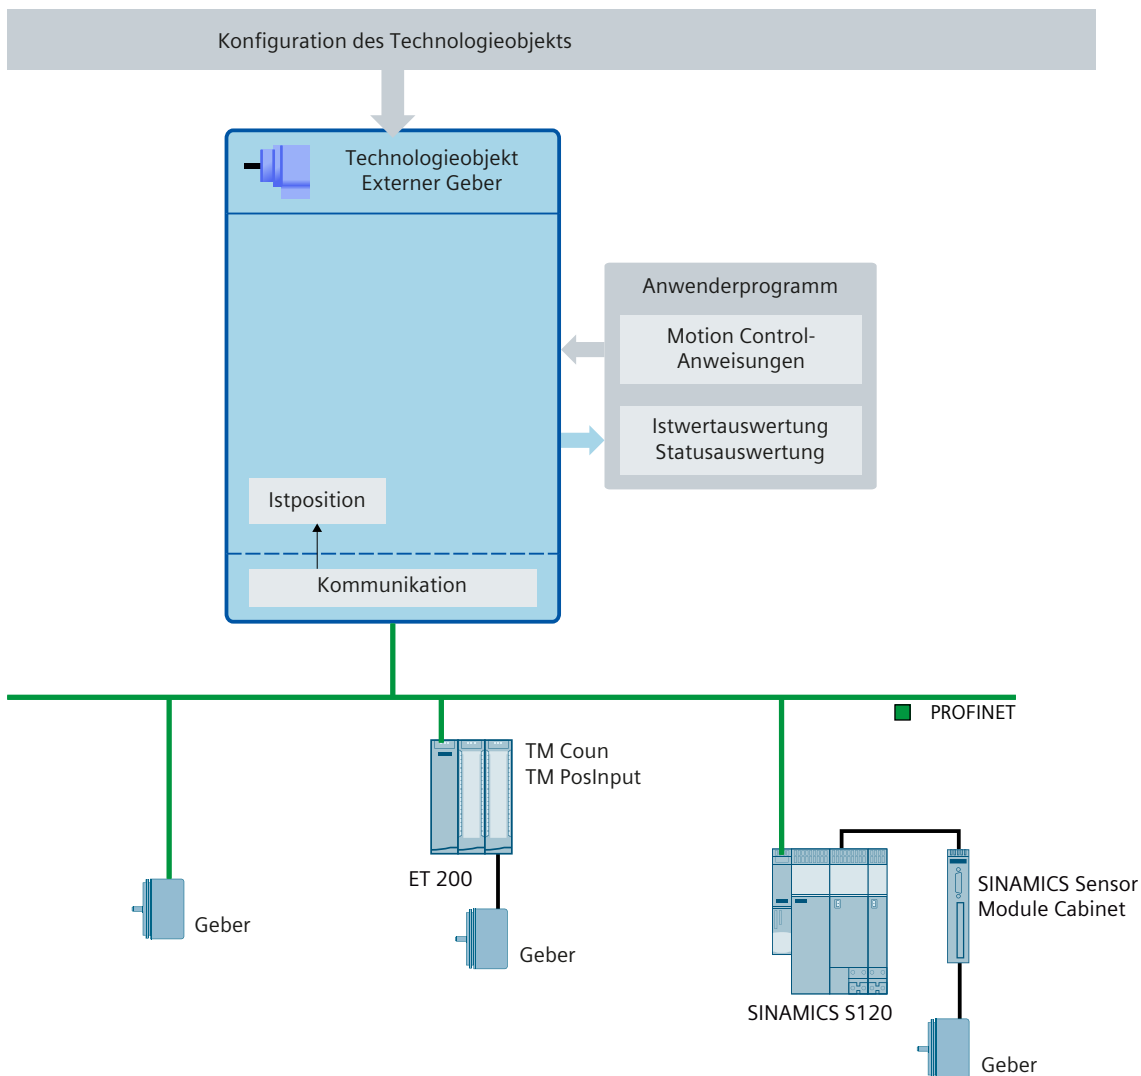 Konfiguration des Technologieobjekts
Technologieobjekt
Externer Geber
Anwenderprogramm
Motion Control-
Anweisungen
Istwertauswertung
Statusauswertung
Istposition
Kommunikation
PROFINET
TM Coun
TM PosInput
ET 200
SINAMICS Sensor
Module Cabinet
Geber
Geber
SINAMICS S120
Geber